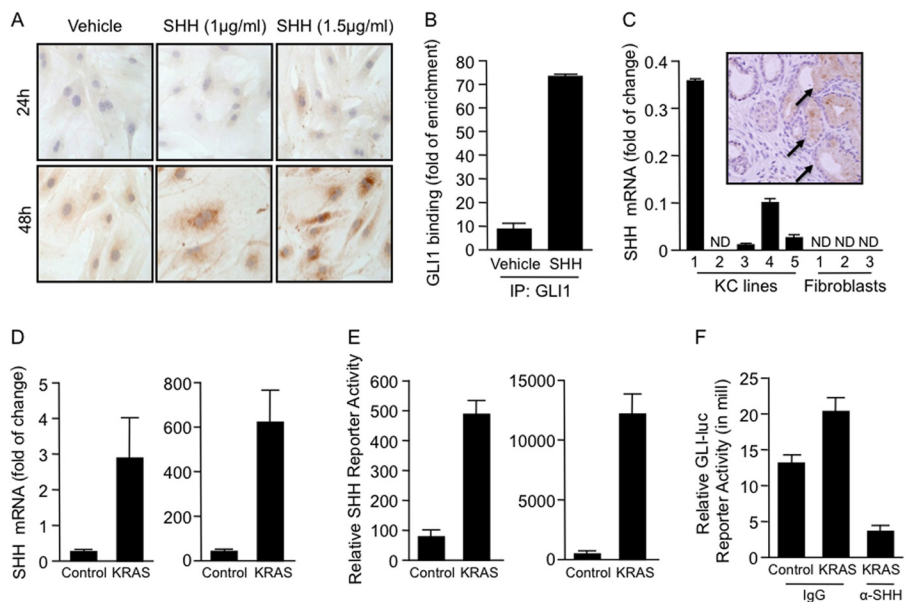 A
Vehicle SHH (1µg/ml) SHH (1.5µg/ml)
24h
48h
B
GLI1 binding (fold of enrichment)
80
70
60
50
40
30
20
10
0
Vehicle SHH
IP: GLI1
C
SHH mRNA (fold of change)
0.4
0.3
0.2
0.1
0
ND ND ND ND
1 2 3 4 5 1 2 3
KC lines Fibroblasts
D
SHH mRNA (fold of change)
5
4
3
2
1
0
Control KRAS
800
600
400
200
0
Control KRAS
E
Relative SHH Reporter Activity
600
500
400
300
200
100
0
Control KRAS
15000
10000
5000
0
Control KRAS
F
Relative GLI-luc
Reporter Activity (in mill)
25
20
15
10
5
0
Control KRAS KRAS
IgG α-SHH